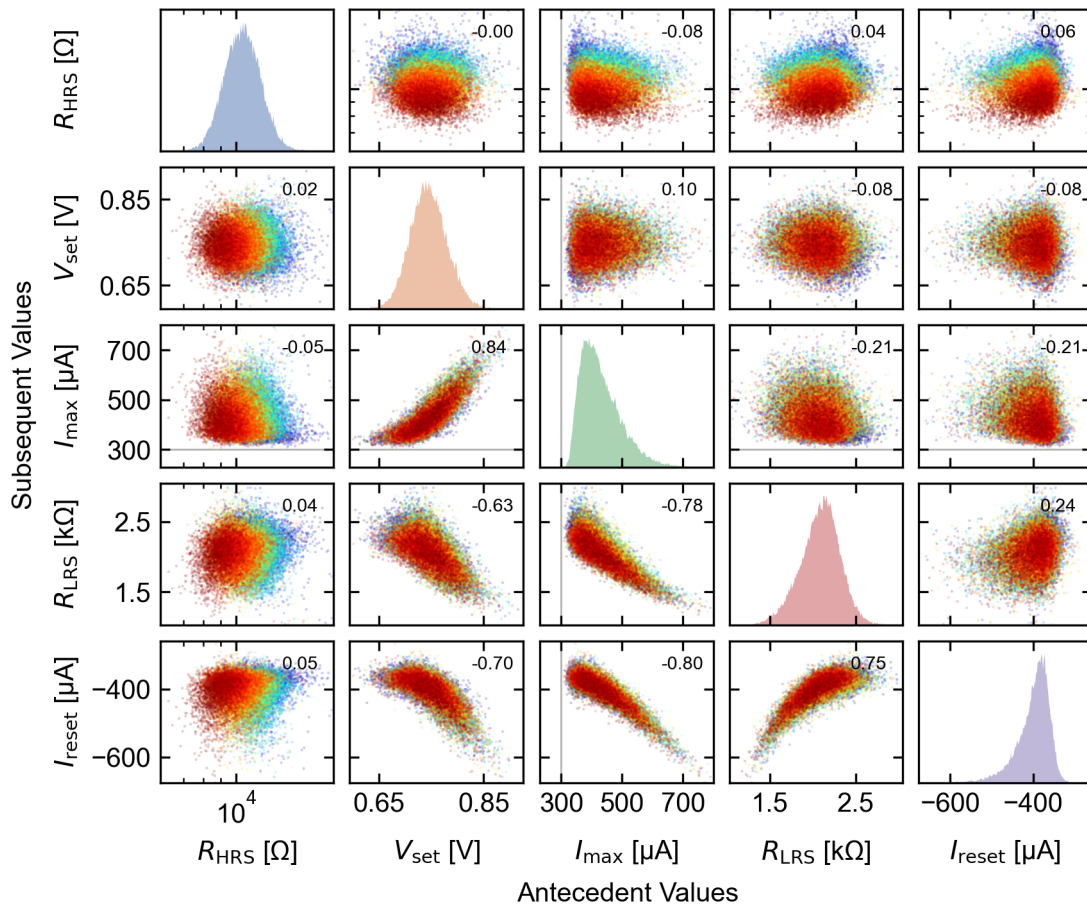 R_HRS [Ω]
-0.00
-0.08
0.04
0.06
V_set [V]
0.85
0.65
0.02
0.10
-0.08
-0.08
Subsequent Values
I_max [µA]
700
500
300
-0.05
0.84
-0.21
-0.21
R_LRS [kΩ]
2.5
1.5
0.04
-0.63
-0.78
0.24
I_reset [µA]
−400
−600
0.05
-0.70
-0.80
0.75
10^4
0.65 0.85
300 500 700
1.5 2.5
−600 −400
R_HRS [Ω]
V_set [V]
I_max [µA]
R_LRS [kΩ]
I_reset [µA]
Antecedent Values